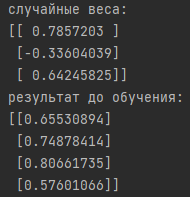 случайные веса:
[[ 0.7857203 ]
 [-0.33604039]
 [ 0.64245825]]
результат до обучения:
[[0.65530894]
 [0.74878414]
 [0.80661735]
 [0.57601066]]